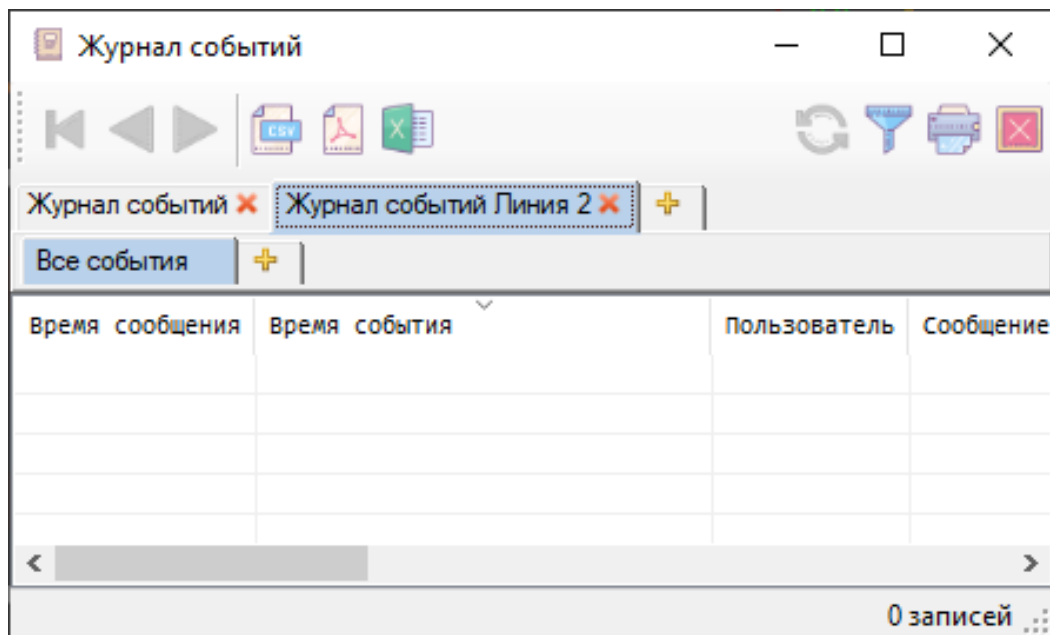 Журнал событий
CSV
Журнал событий Журнал событий Линия 2
Все события
Время сообщения Время события Пользователь Сообщение
0 записей